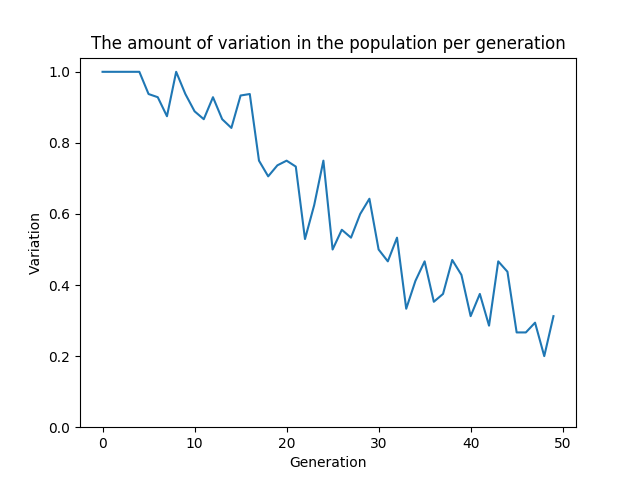 The amount of variation in the population per generation
1.0
0.8
0.6
0.4
0.2
0.0
Variation
0 10 20 30 40 50
Generation